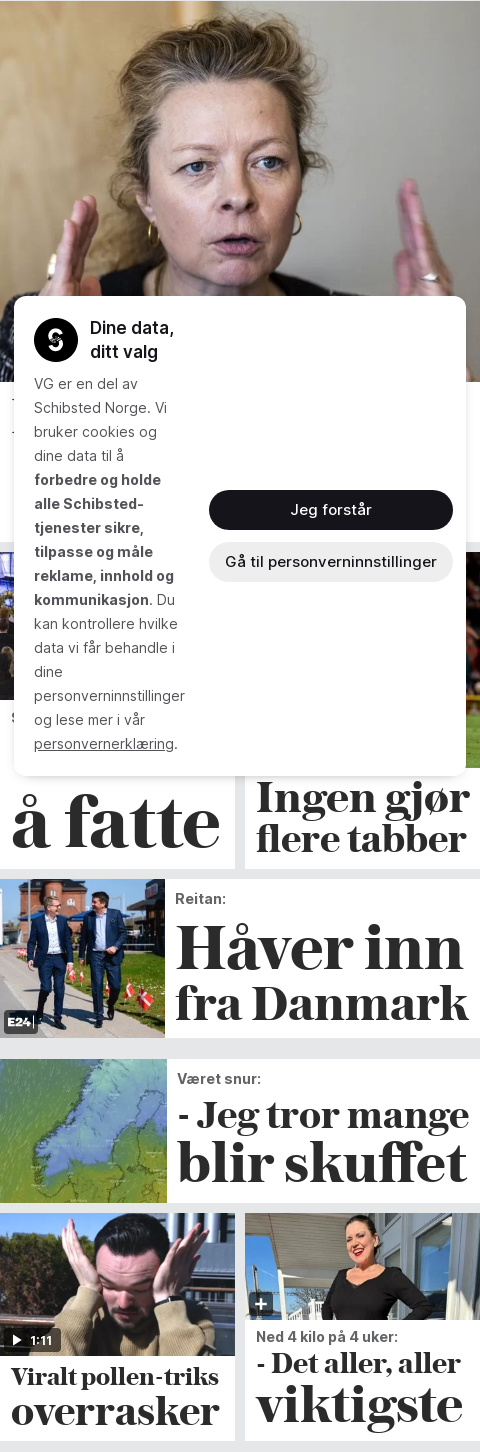 Dine data,
ditt valg
VG er en del av
Schibsted Norge. Vi
bruker cookies og
dine data til å
forbedre og holde
alle Schibsted-
tjenester sikre,
tilpasse og måle
reklame, innhold og
kommunikasjon. Du
kan kontrollere hvilke
data vi får behandle i
dine
personverninnstillinger
og lese mer i vår
personvernerklæring.
Jeg forstår
Gå til personverninnstillinger
å fatte
Ingen gjør
flere tabber
Reitan:
Håver inn
fra Danmark
E24
Været snur:
- Jeg tror mange
blir skuffet
1:11
Viralt pollen-triks
overrasker
Ned 4 kilo på 4 uker:
- Det aller, aller
viktigste